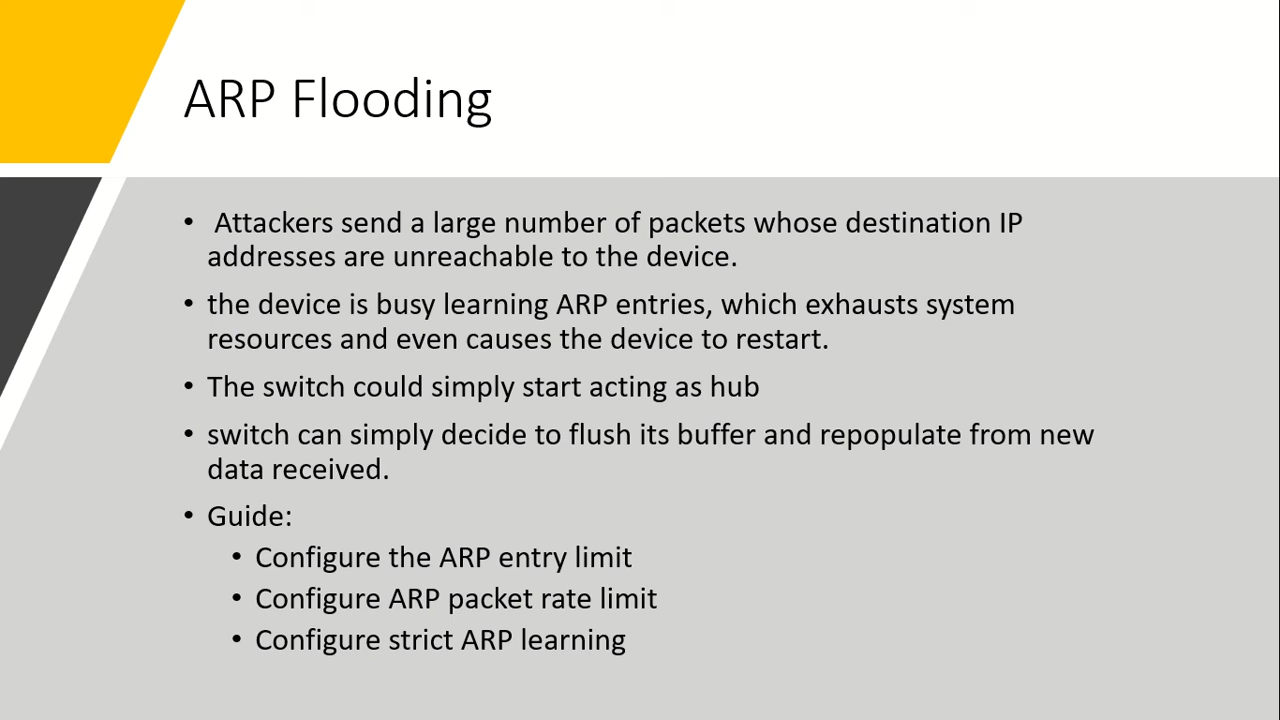 ARP Flooding
• Attackers send a large number of packets whose destination IP
addresses are unreachable to the device.
• the device is busy learning ARP entries, which exhausts system
resources and even causes the device to restart.
• The switch could simply start acting as hub
• switch can simply decide to flush its buffer and repopulate from new
data received.
• Guide:
• Configure the ARP entry limit
• Configure ARP packet rate limit
• Configure strict ARP learning